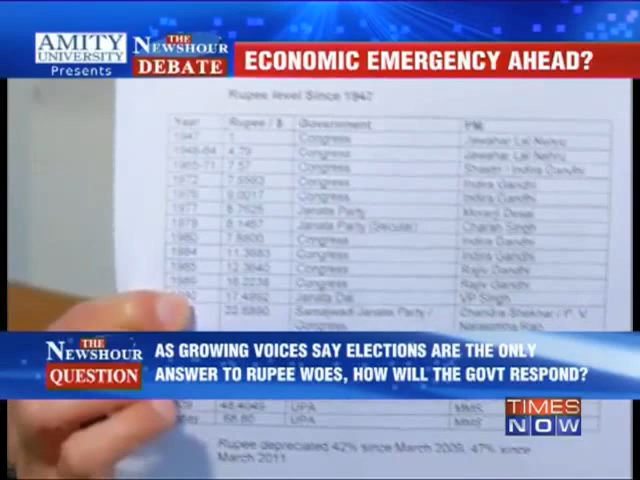 AMITY
UNIVERSITY
Presents
THE
NEWSHOUR
DEBATE
ECONOMIC EMERGENCY AHEAD?
Rupee level Since 1947
Year Rupee / $ Government PM
1947 1 Congress Jawahar Lal Nehru
4.79 Congress Jawahar Lal Nehru
7.57 Congress Shastri / Indira Gandhi
1972 Congress Indira Gandhi
Congress Indira Gandhi
1977 Janata Party Morarji Desai
1979 Janata Party (Secular) Charan Singh
1980 Congress Indira Gandhi
1984 Congress Indira Gandhi
1985 Congress Rajiv Gandhi
1989 Congress Rajiv Gandhi
Janata Dal VP Singh
Samajwadi Janata Party / Chandra Shekhar / P. V.
Congress Narasimha Rao
THE
NEWSHOUR
QUESTION
AS GROWING VOICES SAY ELECTIONS ARE THE ONLY
ANSWER TO RUPEE WOES, HOW WILL THE GOVT RESPOND?
TIMES
NOW
UPA MMS
UPA MMS
Rupee depreciated 42% since March 2009, 47% since
March 2011